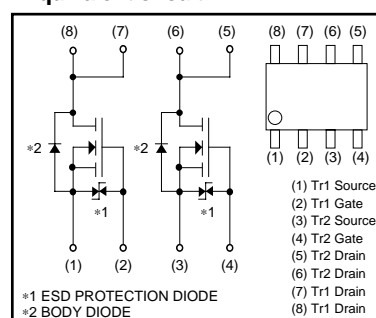 (8) (7) (6) (5)
(8) (7) (6) (5)
*2 *2
*1 *1
(1) (2) (3) (4)
(1) (2) (3) (4)
(1) Tr1 Source
(2) Tr1 Gate
(3) Tr2 Source
(4) Tr2 Gate
(5) Tr2 Drain
(6) Tr2 Drain
(7) Tr1 Drain
(8) Tr1 Drain
*1 ESD PROTECTION DIODE
*2 BODY DIODE